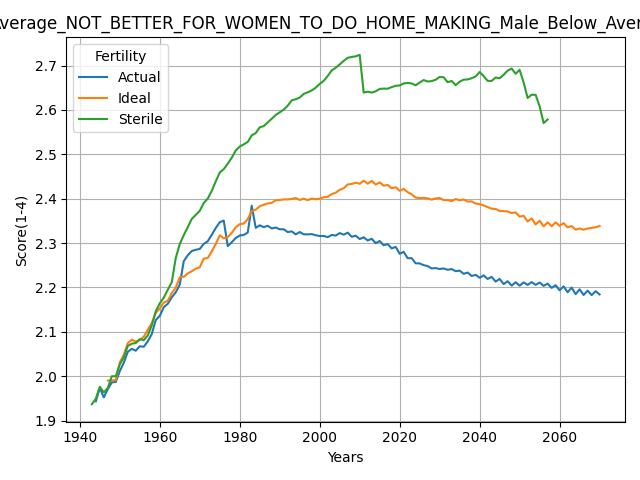 verage_NOT_BETTER_FOR_WOMEN_TO_DO_HOME_MAKING_Male_Below_Aver
Fertility
Actual
Ideal
Sterile
Score(1-4)
2.7
2.6
2.5
2.4
2.3
2.2
2.1
2.0
1.9
1940 1960 1980 2000 2020 2040 2060
Years